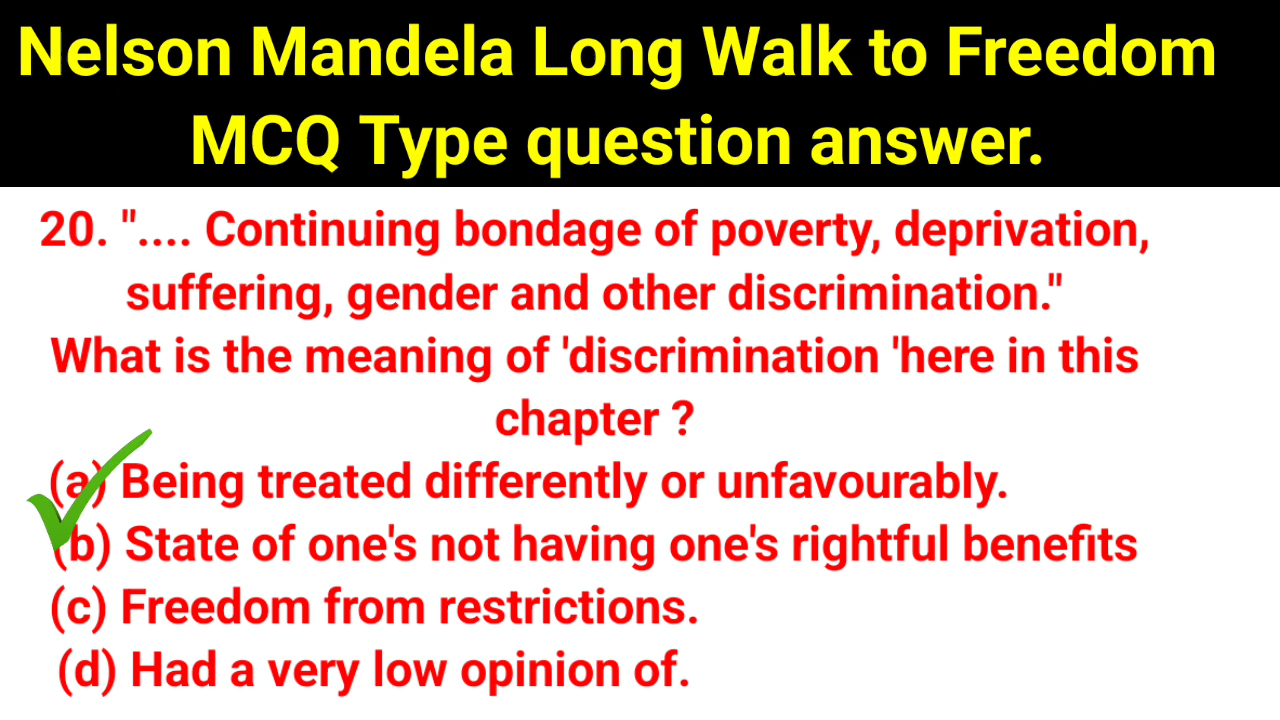 Nelson Mandela Long Walk to Freedom
MCQ Type question answer.
20. ".... Continuing bondage of poverty, deprivation,
suffering, gender and other discrimination."
What is the meaning of 'discrimination 'here in this
chapter ?
(a) Being treated differently or unfavourably.
(b) State of one's not having one's rightful benefits
(c) Freedom from restrictions.
(d) Had a very low opinion of.